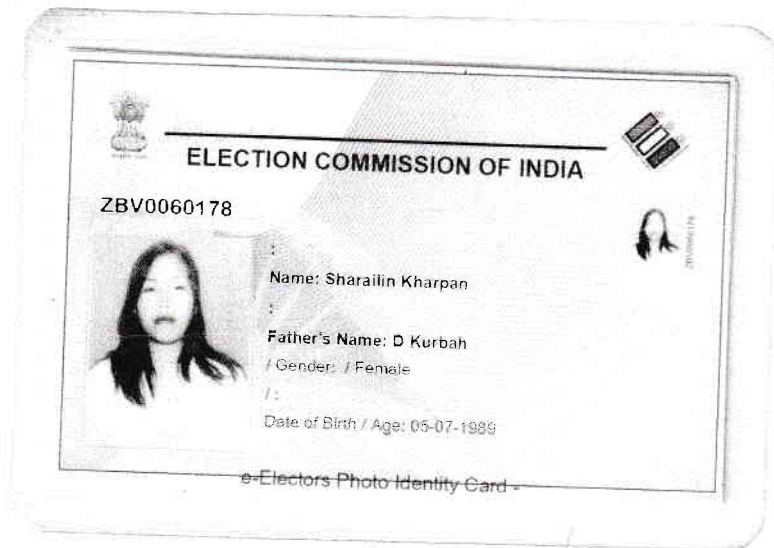 ELECTION COMMISSION OF INDIA
ZBV0060178
ZBV0060178
:
Name: Sharailin Kharpan
:
Father's Name: D Kurbah
/ Gender: / Female
/ :
Date of Birth / Age: 05-07-1989
e-Electors Photo Identity Card -